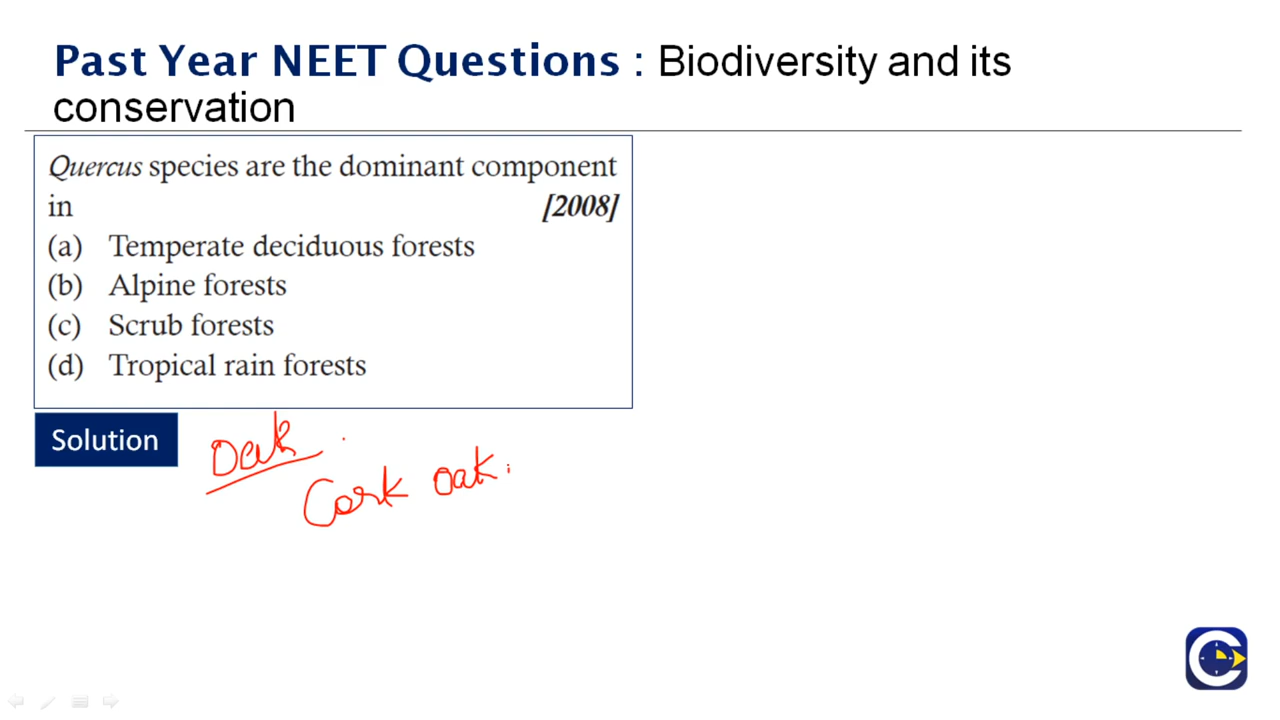 Past Year NEET Questions : Biodiversity and its
conservation
Quercus species are the dominant component
in [2008]
(a) Temperate deciduous forests
(b) Alpine forests
(c) Scrub forests
(d) Tropical rain forests
Solution
Oak
Cork oak